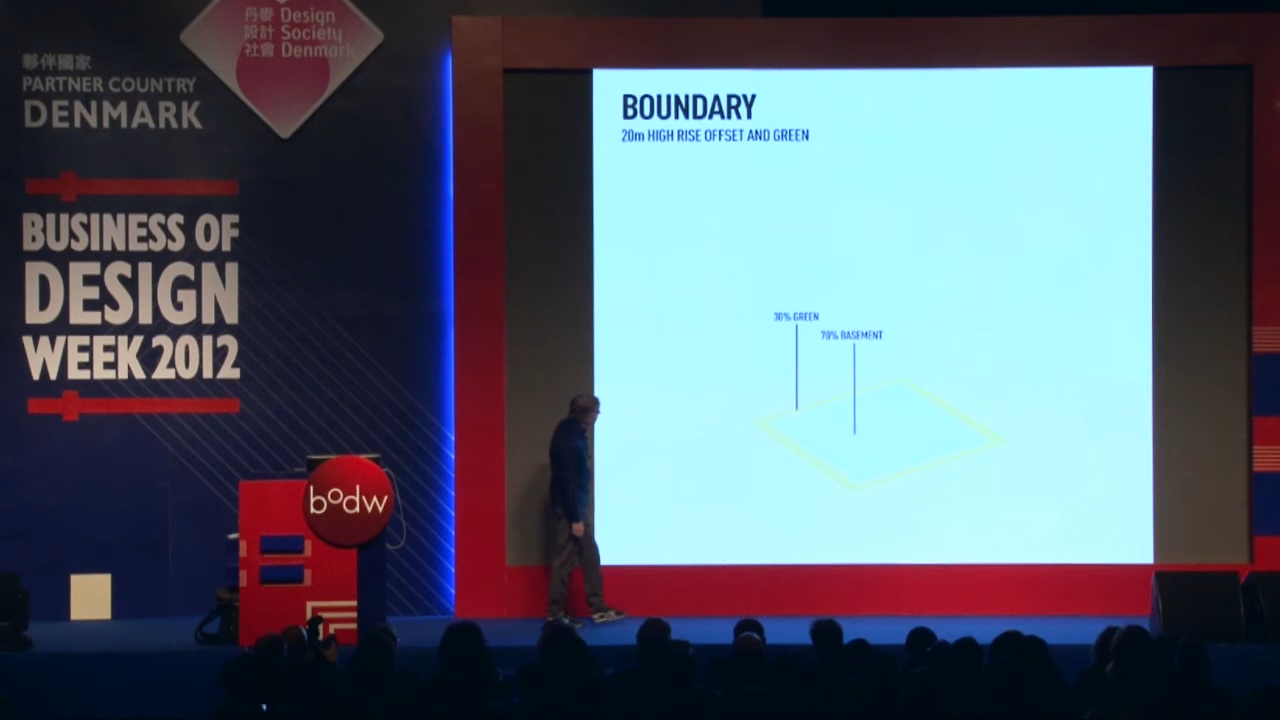 丹麥 Design
設計 Society
社會 Denmark
夥伴國家
PARTNER COUNTRY
DENMARK
BUSINESS OF
DESIGN
WEEK 2012
bodw
BOUNDARY
20m HIGH RISE OFFSET AND GREEN
30% GREEN
70% BASEMENT